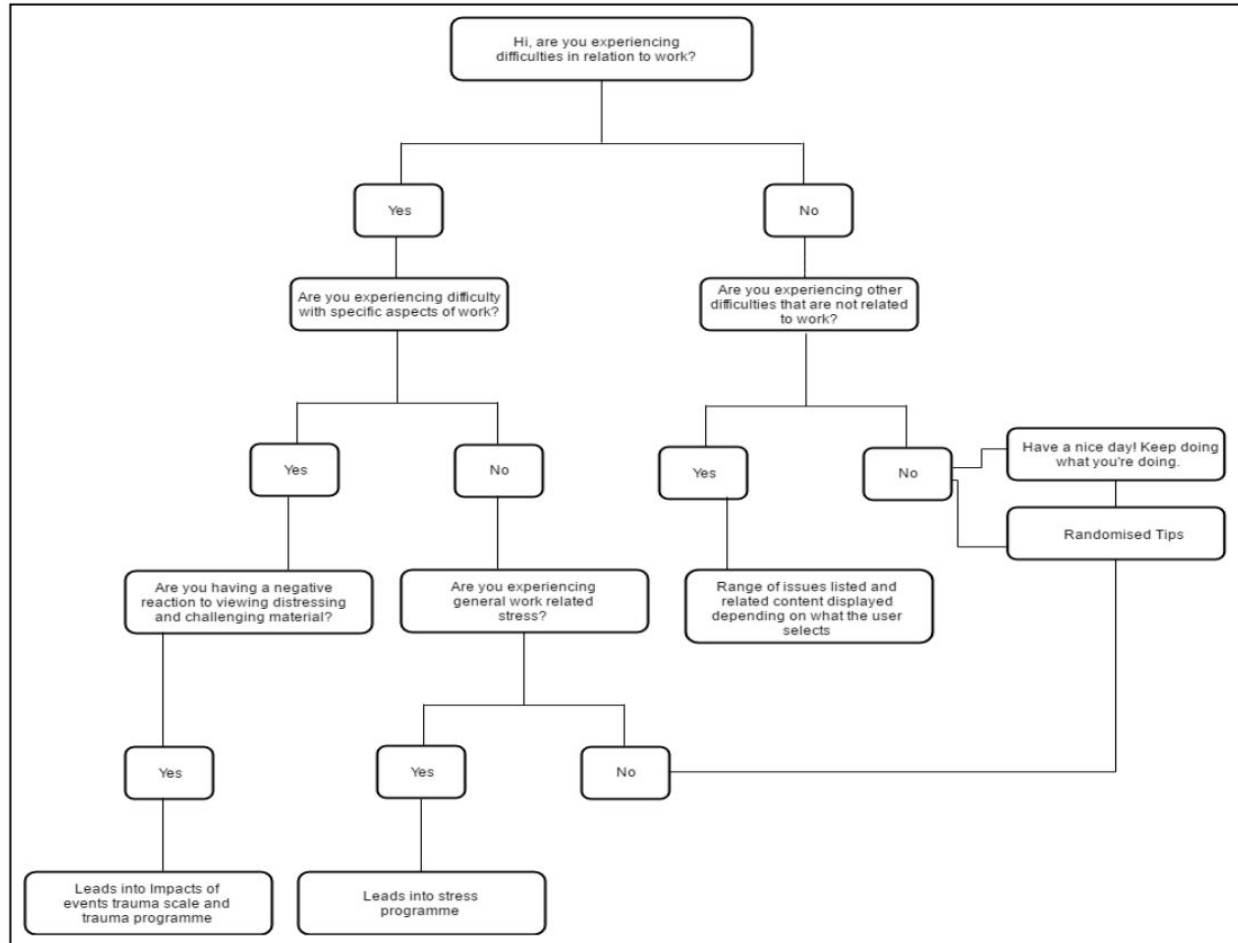 Hi, are you experiencing
difficulties in relation to work?
Yes
No
Are you experiencing difficulty
with specific aspects of work?
Are you experiencing other
difficulties that are not related
to work?
Yes
No
Yes
No
Have a nice day! Keep doing
what you're doing.
Randomised Tips
Are you having a negative
reaction to viewing distressing
and challenging material?
Are you experiencing
general work related
stress?
Range of issues listed and
related content displayed
depending on what the user
selects
Yes
Yes
No
Leads into Impacts of
events trauma scale and
trauma programme
Leads into stress
programme